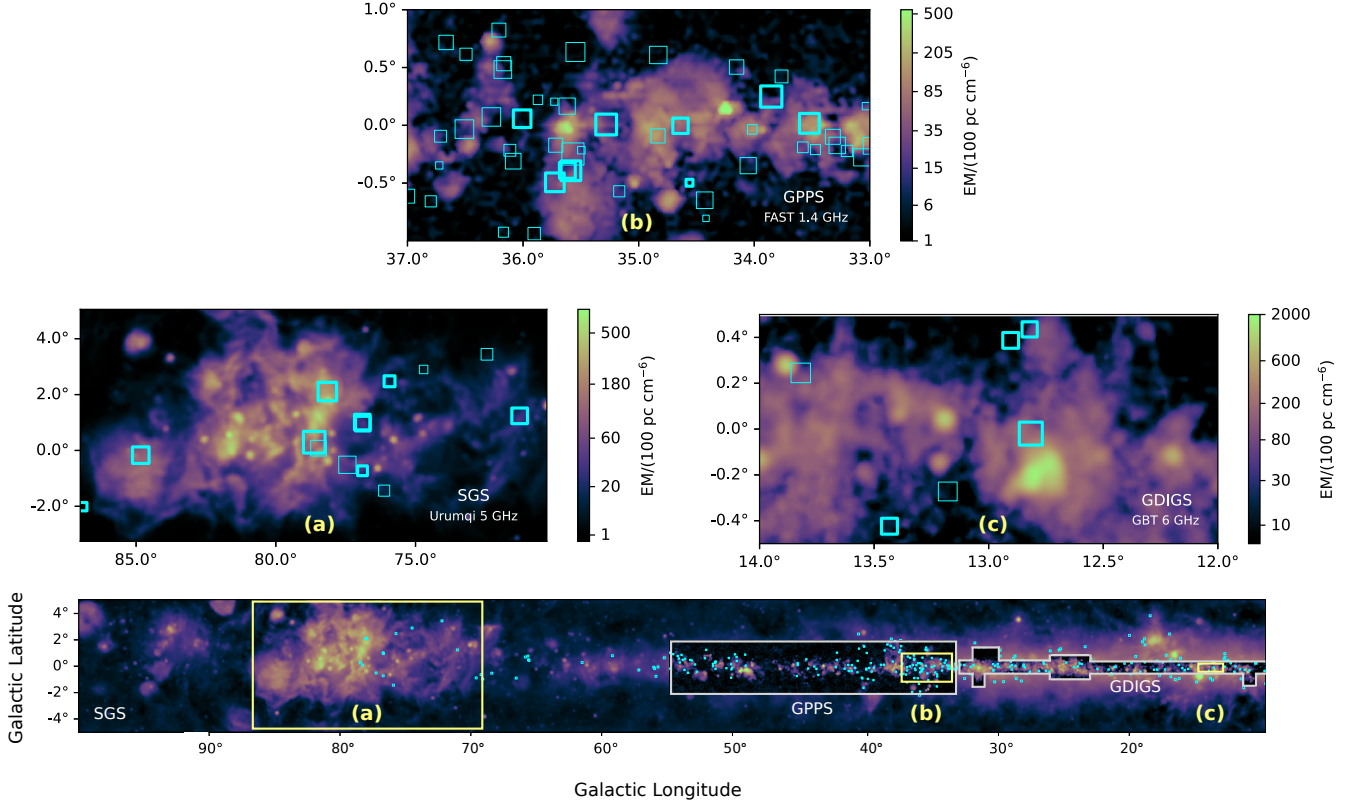 1.0°
0.5°
0.0°
-0.5°
37.0°
36.0°
35.0°
34.0°
33.0°
GPPS
FAST 1.4 GHz
(b)
500
205
85
35
15
6
1
EM/(100 pc cm⁻⁶)
4.0°
2.0°
0.0°
-2.0°
85.0°
80.0°
75.0°
SGS
Urumqi 5 GHz
(a)
500
180
60
20
1
EM/(100 pc cm⁻⁶)
0.4°
0.2°
0.0°
-0.2°
-0.4°
14.0°
13.5°
13.0°
12.5°
12.0°
GDIGS
GBT 6 GHz
(c)
2000
600
200
80
30
10
EM/(100 pc cm⁻⁶)
Galactic Latitude
4°
2°
0°
-2°
-4°
SGS
(a)
GPPS
(b)
GDIGS
(c)
90°
80°
70°
60°
50°
40°
30°
20°
Galactic Longitude